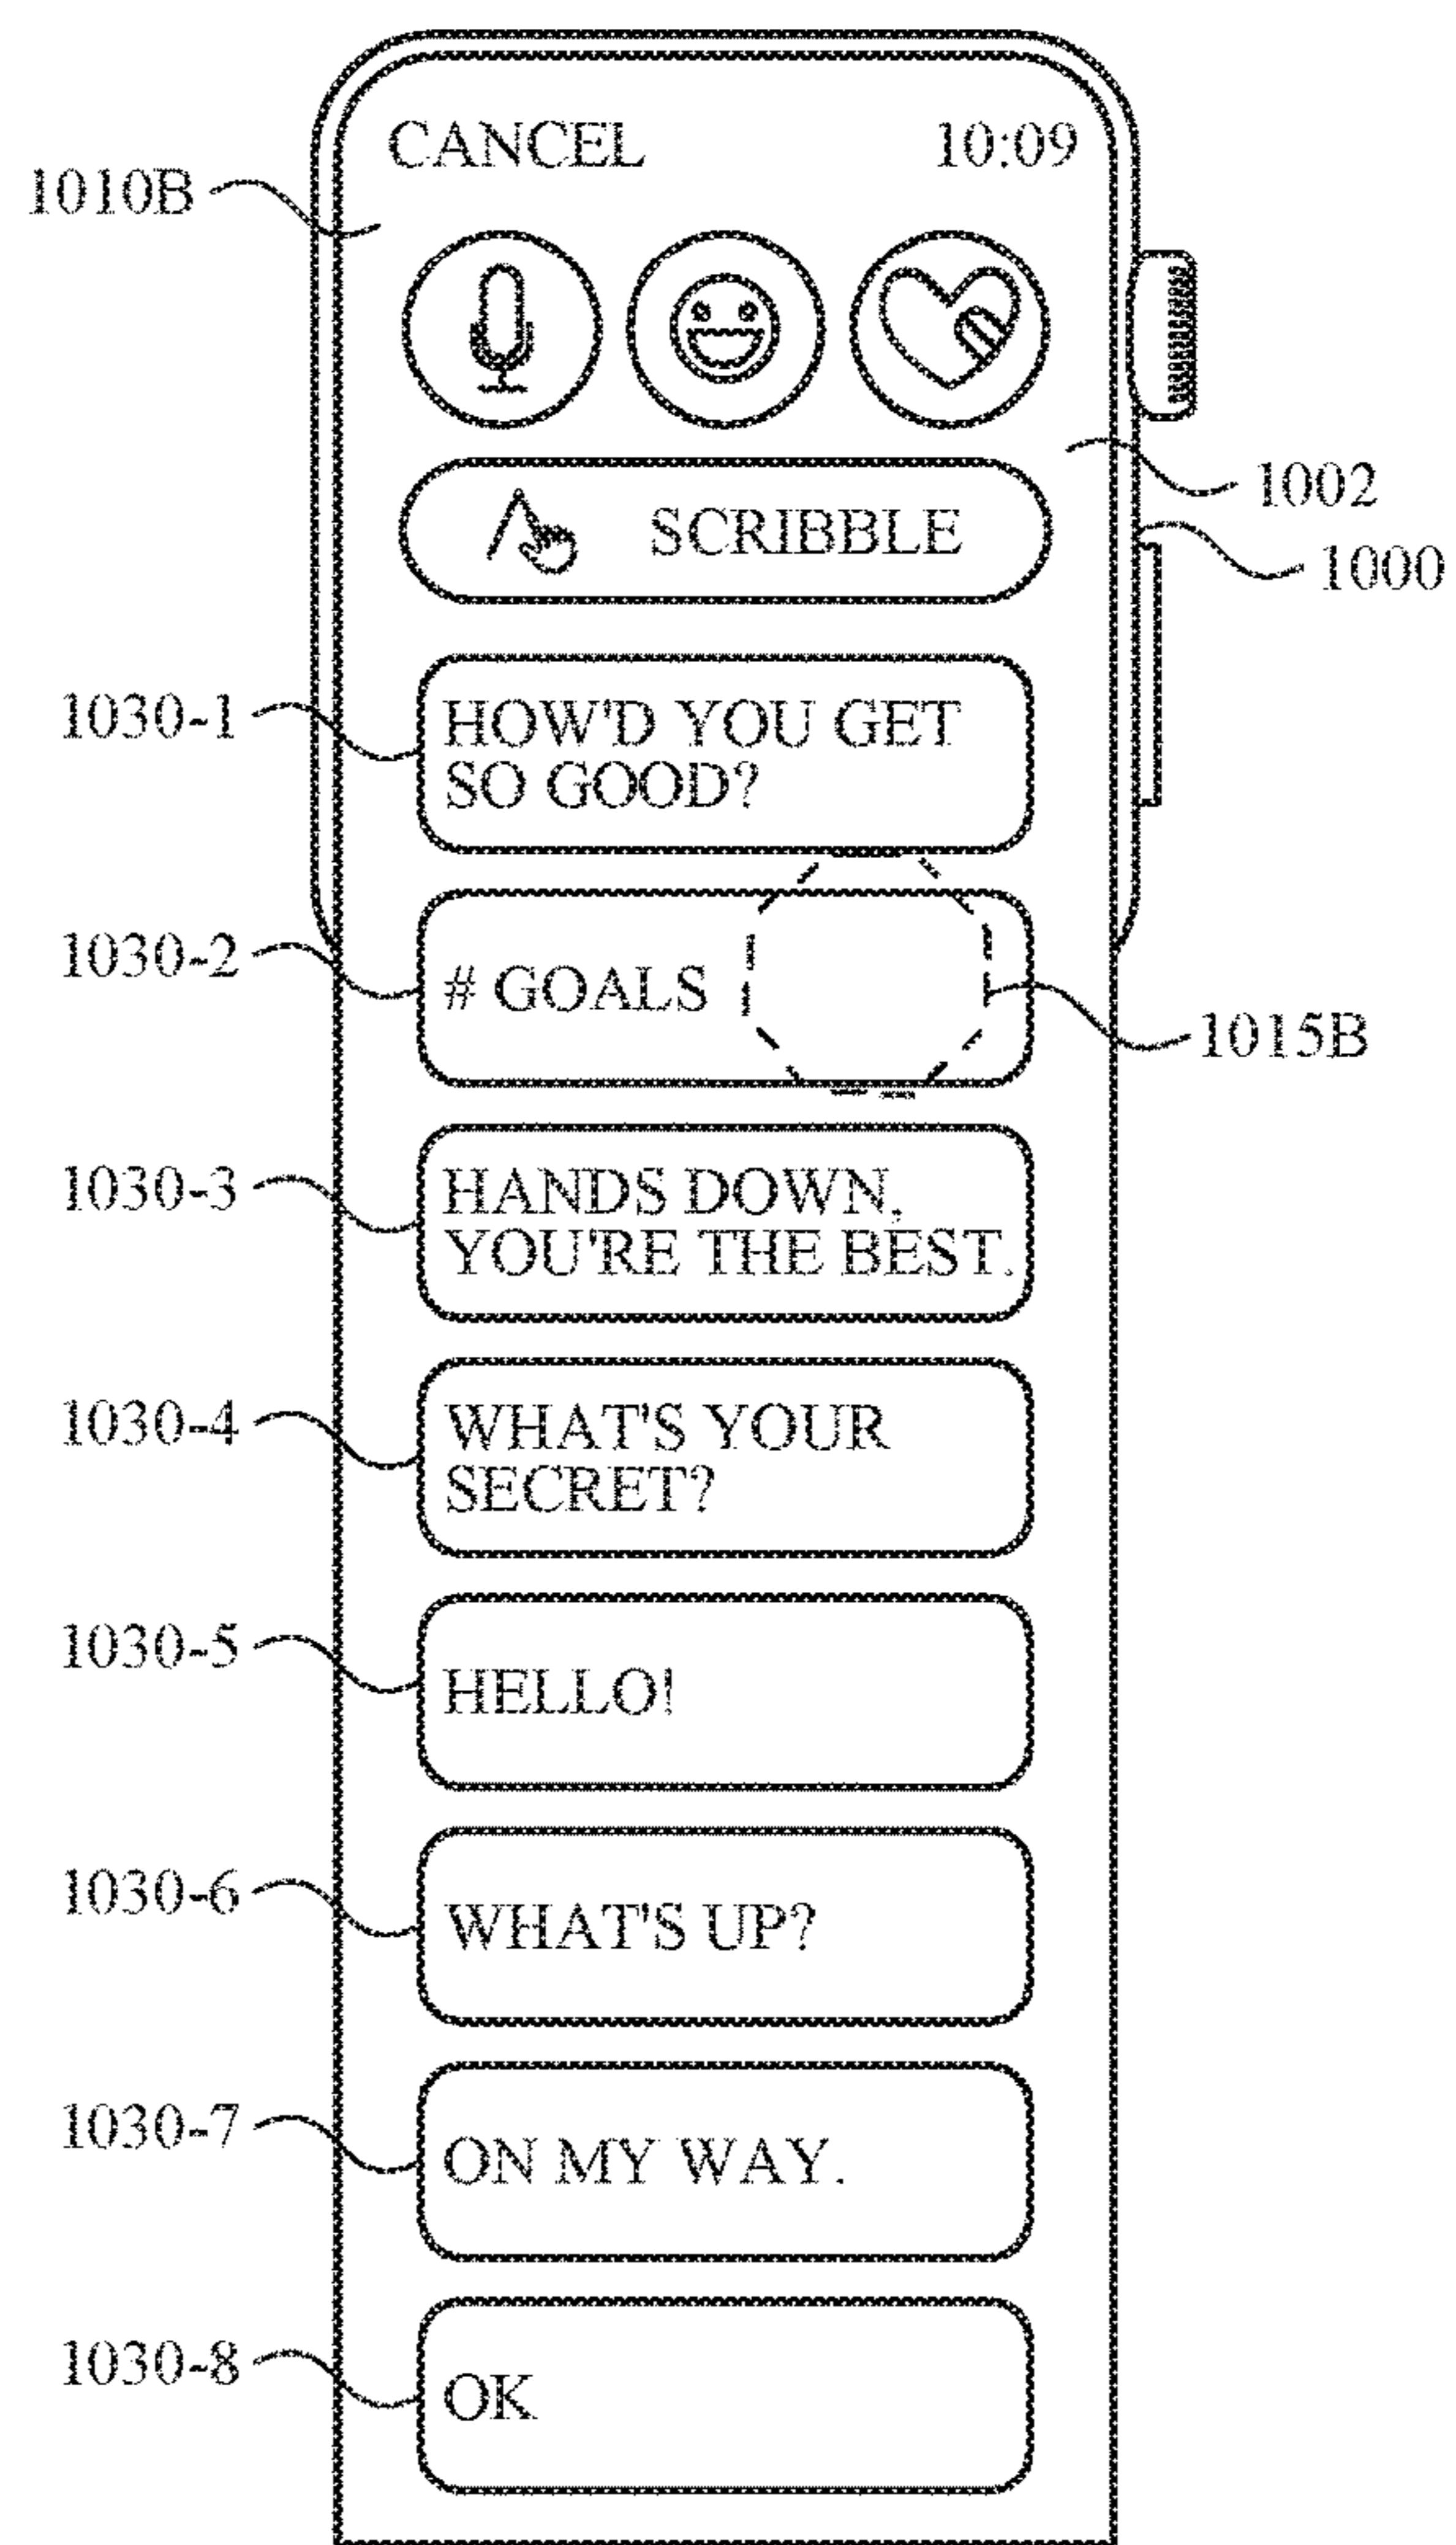 CANCEL 10:09
1010B
SCRIBBLE
1002
1000
1030-1
HOW'D YOU GET
SO GOOD?
1030-2
# GOALS
1015B
1030-3
HANDS DOWN,
YOU'RE THE BEST.
1030-4
WHAT'S YOUR
SECRET?
1030-5
HELLO!
1030-6
WHAT'S UP?
1030-7
ON MY WAY.
1030-8
OK